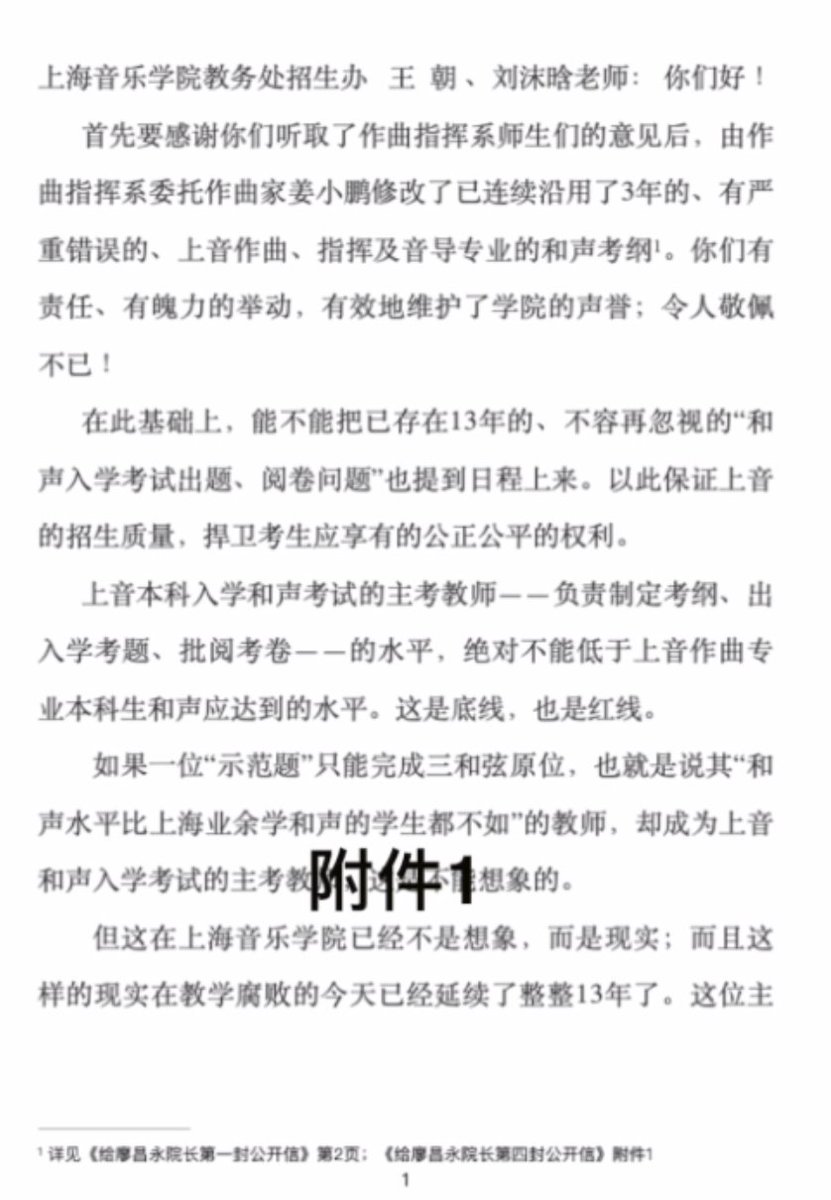 上海音乐学院教务处招生办 王 朝、刘沫晗老师： 你们好！
首先要感谢你们听取了作曲指挥系师生们的意见后，由作
曲指挥系委托作曲家姜小鹏修改了已连续沿用了3年的、有严
重错误的、上音作曲、指挥及音导专业的和声考纲¹。你们有
责任、有魄力的举动，有效地维护了学院的声誉；令人敬佩
不已！
在此基础上，能不能把已存在13年的、不容再忽视的“和
声入学考试出题、阅卷问题”也提到日程上来。以此保证上音
的招生质量，捍卫考生应享有的公正公平的权利。
上音本科入学和声考试的主考教师——负责制定考纲、出
入学考题、批阅考卷——的水平，绝对不能低于上音作曲专
业本科生和声应达到的水平。这是底线，也是红线。
如果一位“示范题”只能完成三和弦原位，也就是说其“和
声水平比上海业余学和声的学生都不如”的教师，却成为上音
和声入学考试的主考教 不能想象的。
附件1
但这在上海音乐学院已经不是想象，而是现实；而且这
样的现实在教学腐败的今天已经延续了整整13年了。这位主
¹ 详见《给廖昌永院长第一封公开信》第2页；《给廖昌永院长第四封公开信》附件1
1